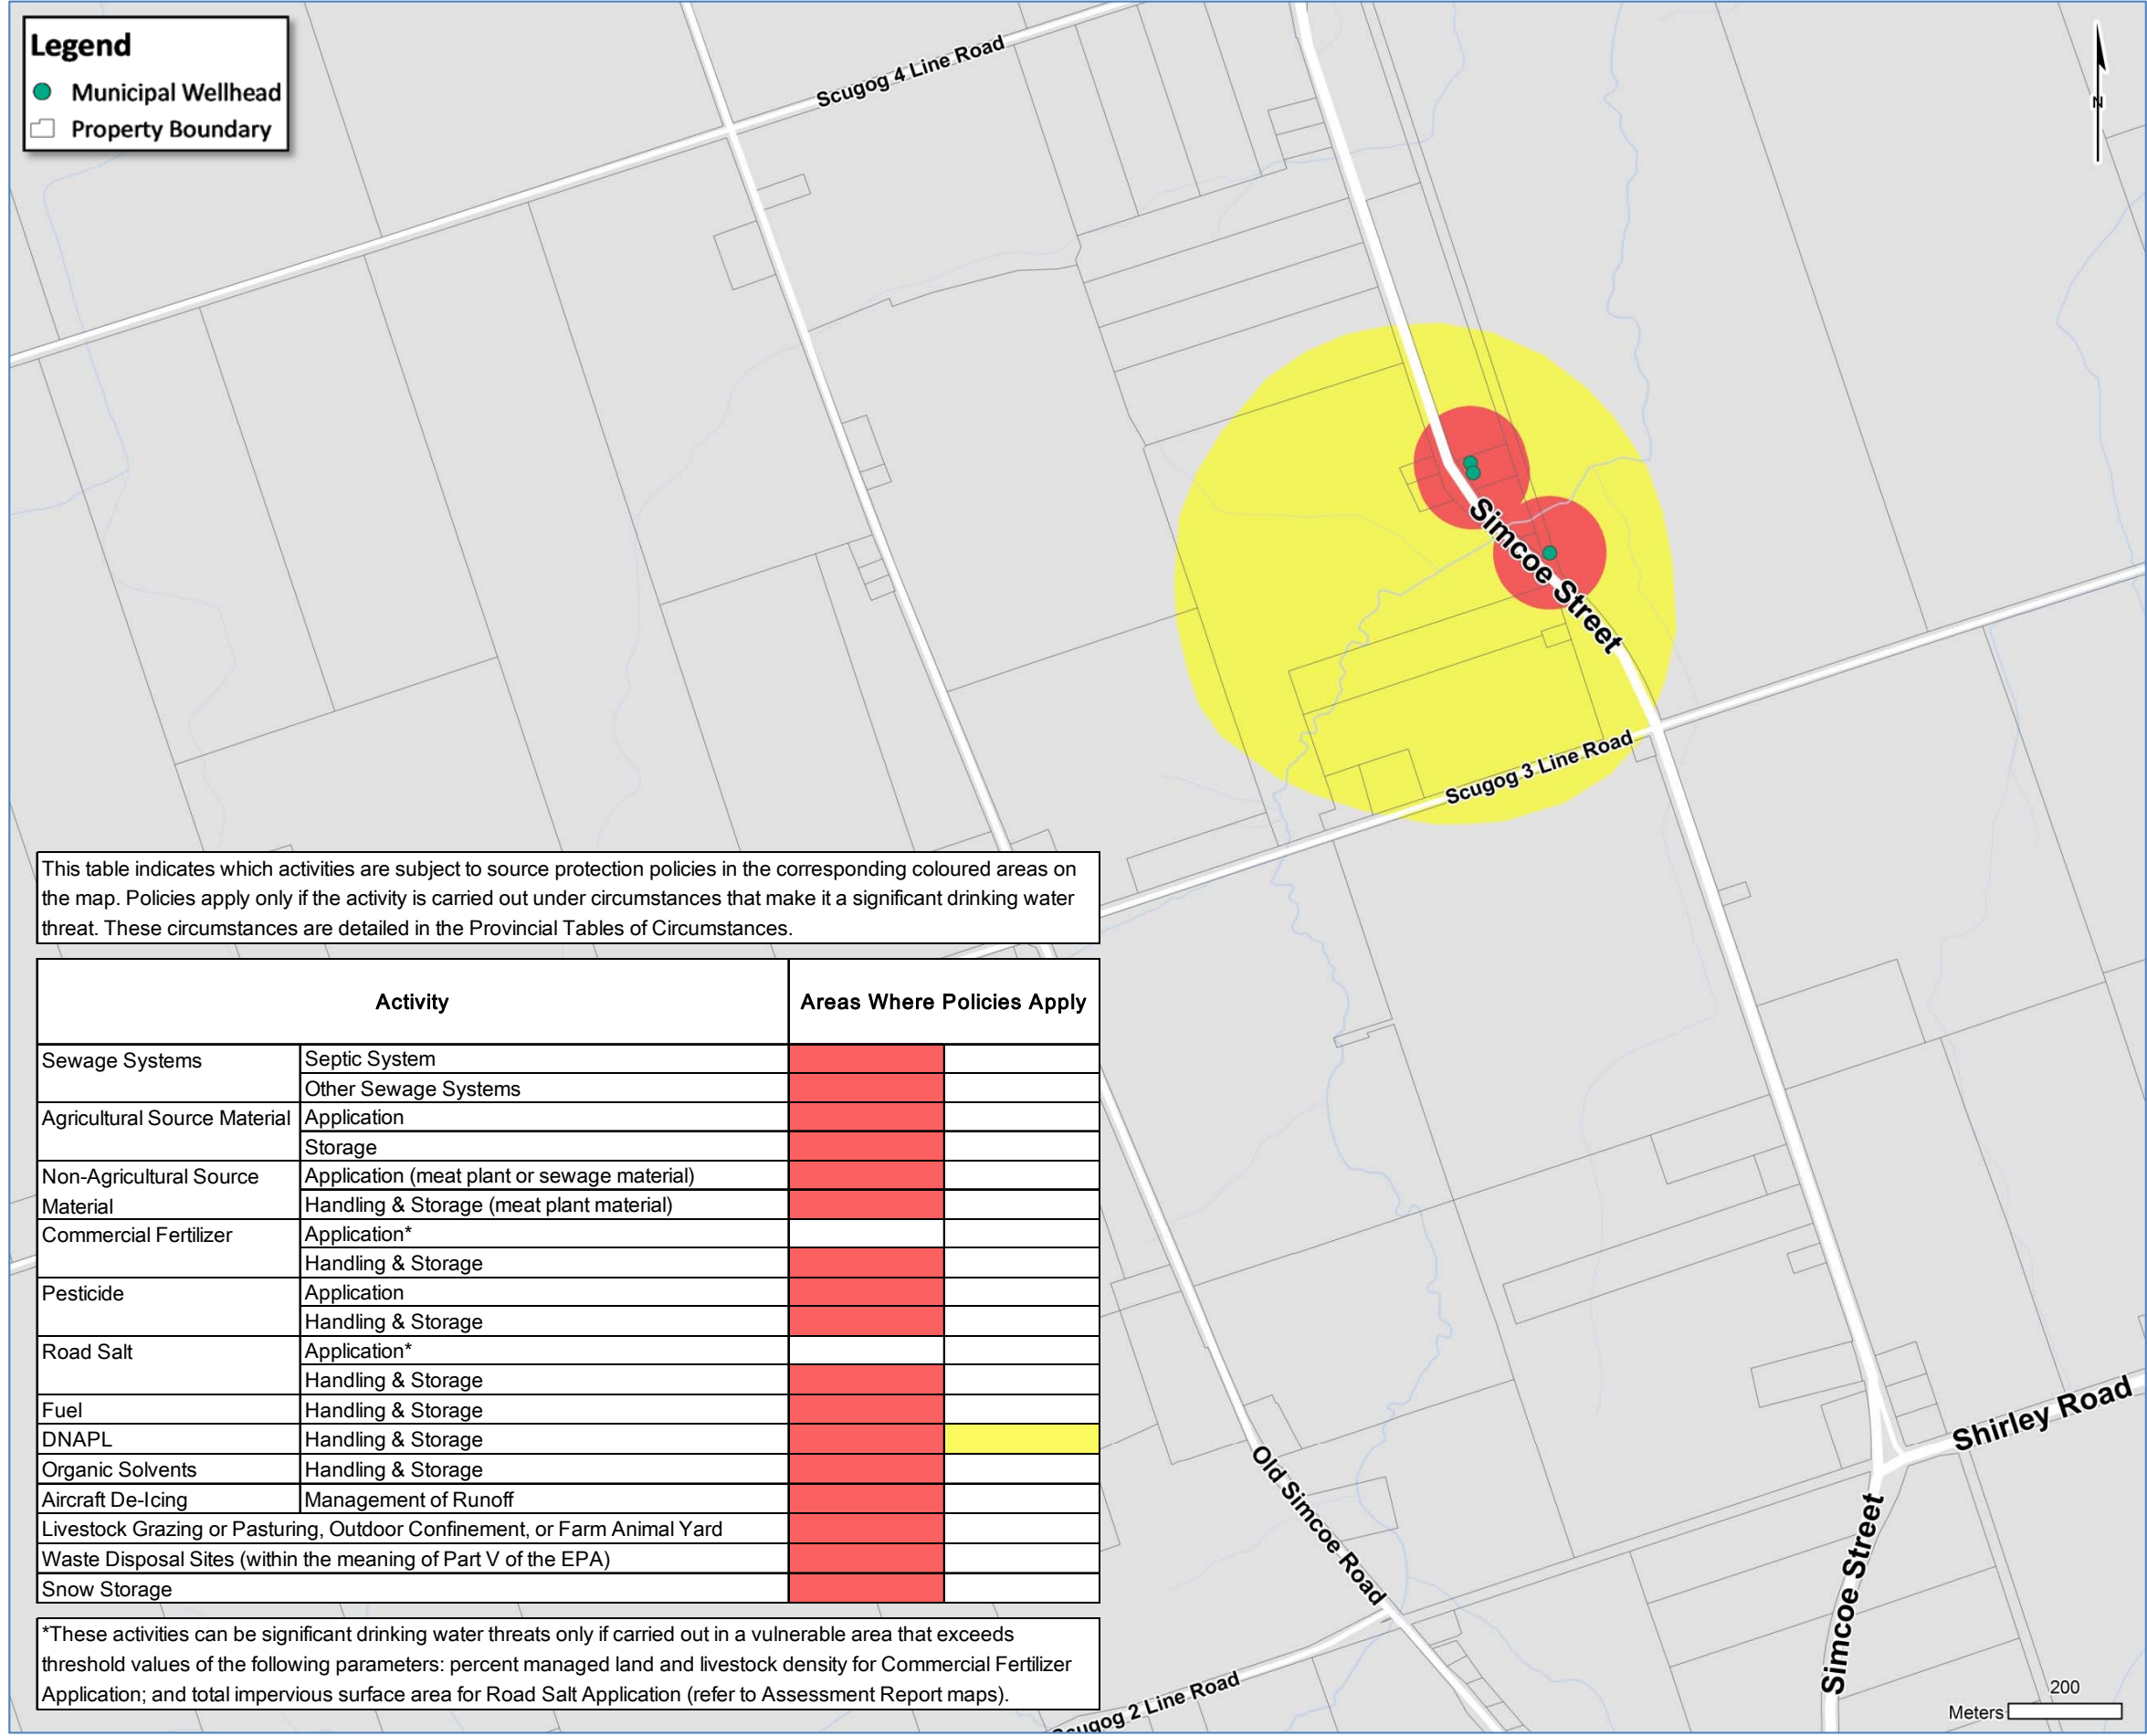 Legend
Municipal Wellhead
Property Boundary
Scugog 4 Line Road
N
Simcoe Street
Scugog 3 Line Road
This table indicates which activities are subject to source protection policies in the corresponding coloured areas on
the map. Policies apply only if the activity is carried out under circumstances that make it a significant drinking water
threat. These circumstances are detailed in the Provincial Tables of Circumstances.
Activity Areas Where Policies Apply
Sewage Systems Septic System
Other Sewage Systems
Agricultural Source Material Application
Storage
Non-Agricultural Source Application (meat plant or sewage material)
Material Handling & Storage (meat plant material)
Commercial Fertilizer Application*
Handling & Storage
Pesticide Application
Handling & Storage
Road Salt Application*
Handling & Storage
Fuel Handling & Storage
DNAPL Handling & Storage
Organic Solvents Handling & Storage
Aircraft De-Icing Management of Runoff
Livestock Grazing or Pasturing, Outdoor Confinement, or Farm Animal Yard
Waste Disposal Sites (within the meaning of Part V of the EPA)
Snow Storage
*These activities can be significant drinking water threats only if carried out in a vulnerable area that exceeds
threshold values of the following parameters: percent managed land and livestock density for Commercial Fertilizer
Application; and total impervious surface area for Road Salt Application (refer to Assessment Report maps).
Shirley Road
Old Simcoe Road
Simcoe Street
Scugog 2 Line Road
200
Meters